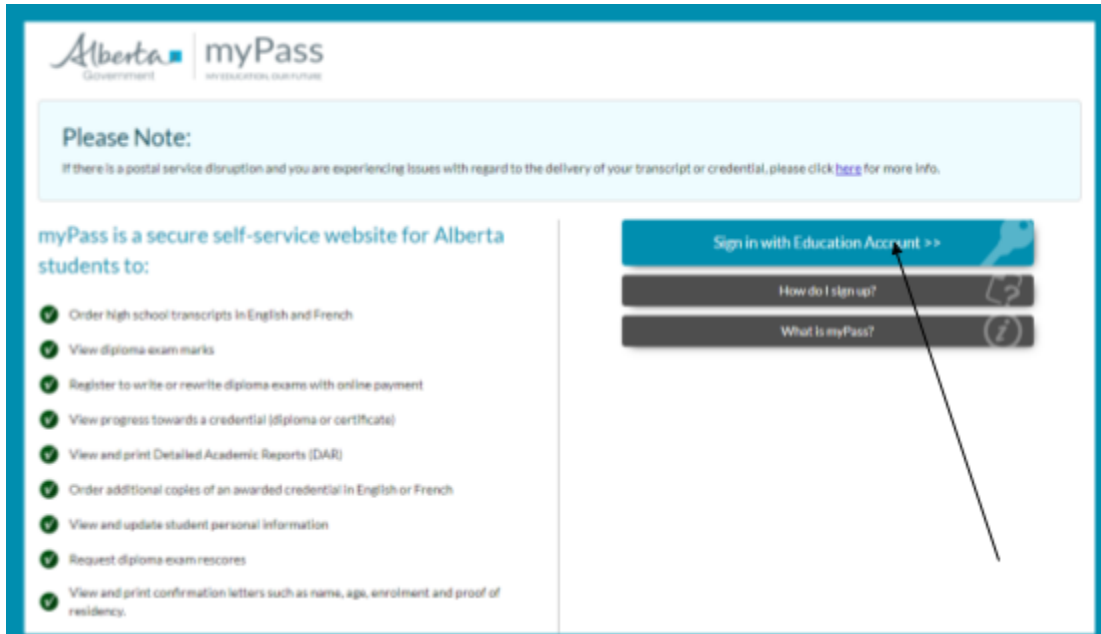 Alberta
Government
myPass
MY EDUCATION, OUR FUTURE
Please Note:
If there is a postal service disruption and you are experiencing issues with regard to the delivery of your transcript or credential, please click here for more info.
myPass is a secure self-service website for Alberta
students to:
Order high school transcripts in English and French
View diploma exam marks
Register to write or rewrite diploma exams with online payment
View progress towards a credential (diploma or certificate)
View and print Detailed Academic Reports (DAR)
Order additional copies of an awarded credential in English or French
View and update student personal information
Request diploma exam rescores
View and print confirmation letters such as name, age, enrolment and proof of
residency.
Sign in with Education Account >>
How do I sign up?
What is myPass?